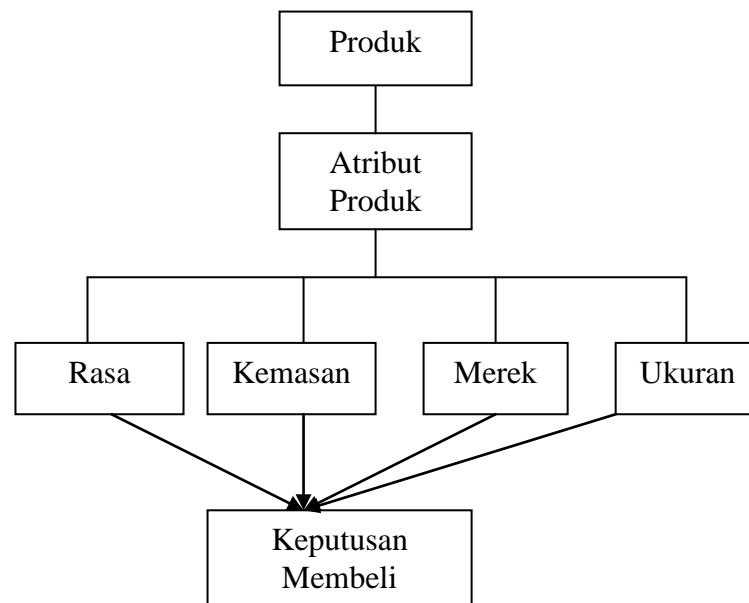 Produk
Atribut
Produk
Rasa
Kemasan
Merek
Ukuran
Keputusan
Membeli